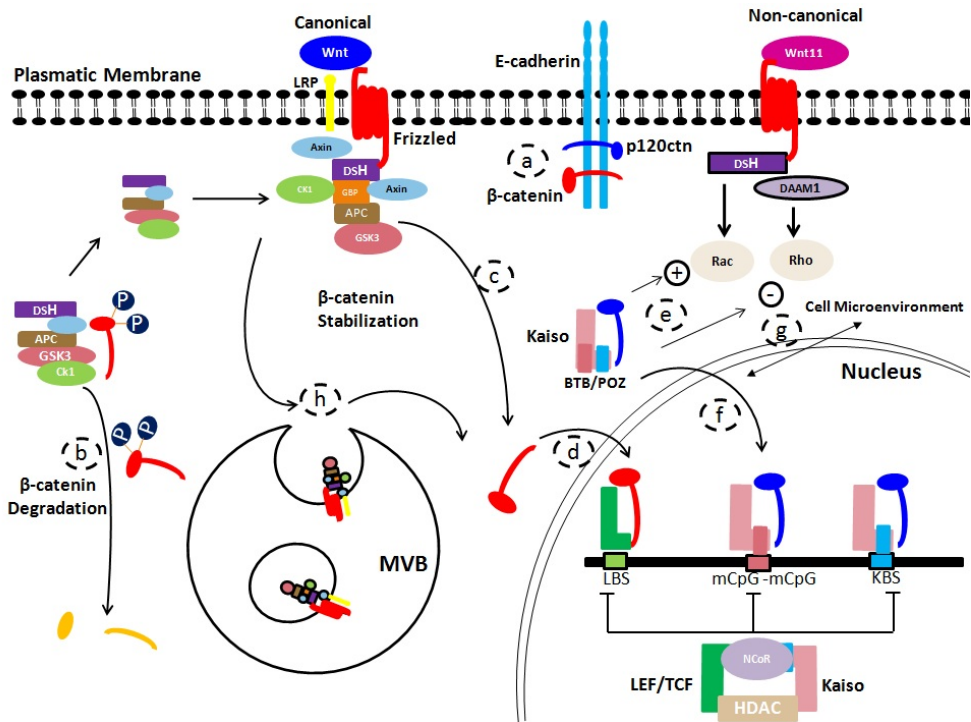 Canonical
Wnt
Plasmatic Membrane
LRP
Frizzled
Axin
DSH
CK1
GBP
Axin
APC
GSK3
E-cadherin
a
p120ctn
β-catenin
Non-canonical
Wnt11
DSH
DAAM1
Rac
Rho
+
e
-
g
Cell Microenvironment
Kaiso
BTB/POZ
Nucleus
f
c
β-catenin
Stabilization
DSH
P
P
APC
GSK3
Ck1
b
P
P
β-catenin
Degradation
h
MVB
d
LBS
mCpG -mCpG
KBS
LEF/TCF
NCoR
Kaiso
HDAC